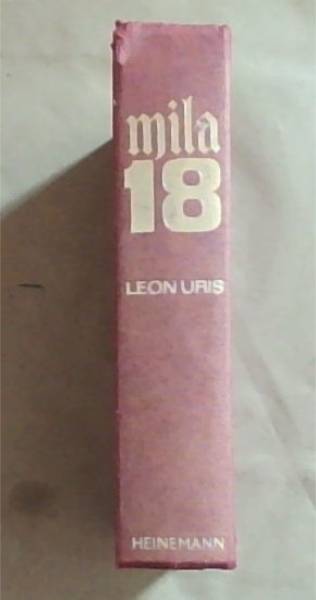 mila
18
LEON URIS
HEINEMANN